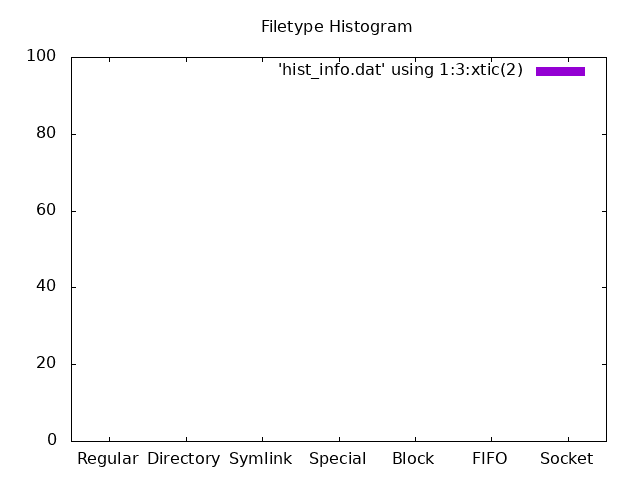 Filetype Histogram
'hist_info.dat' using 1:3:xtic(2)
100
80
60
40
20
0
Regular Directory Symlink Special Block FIFO Socket